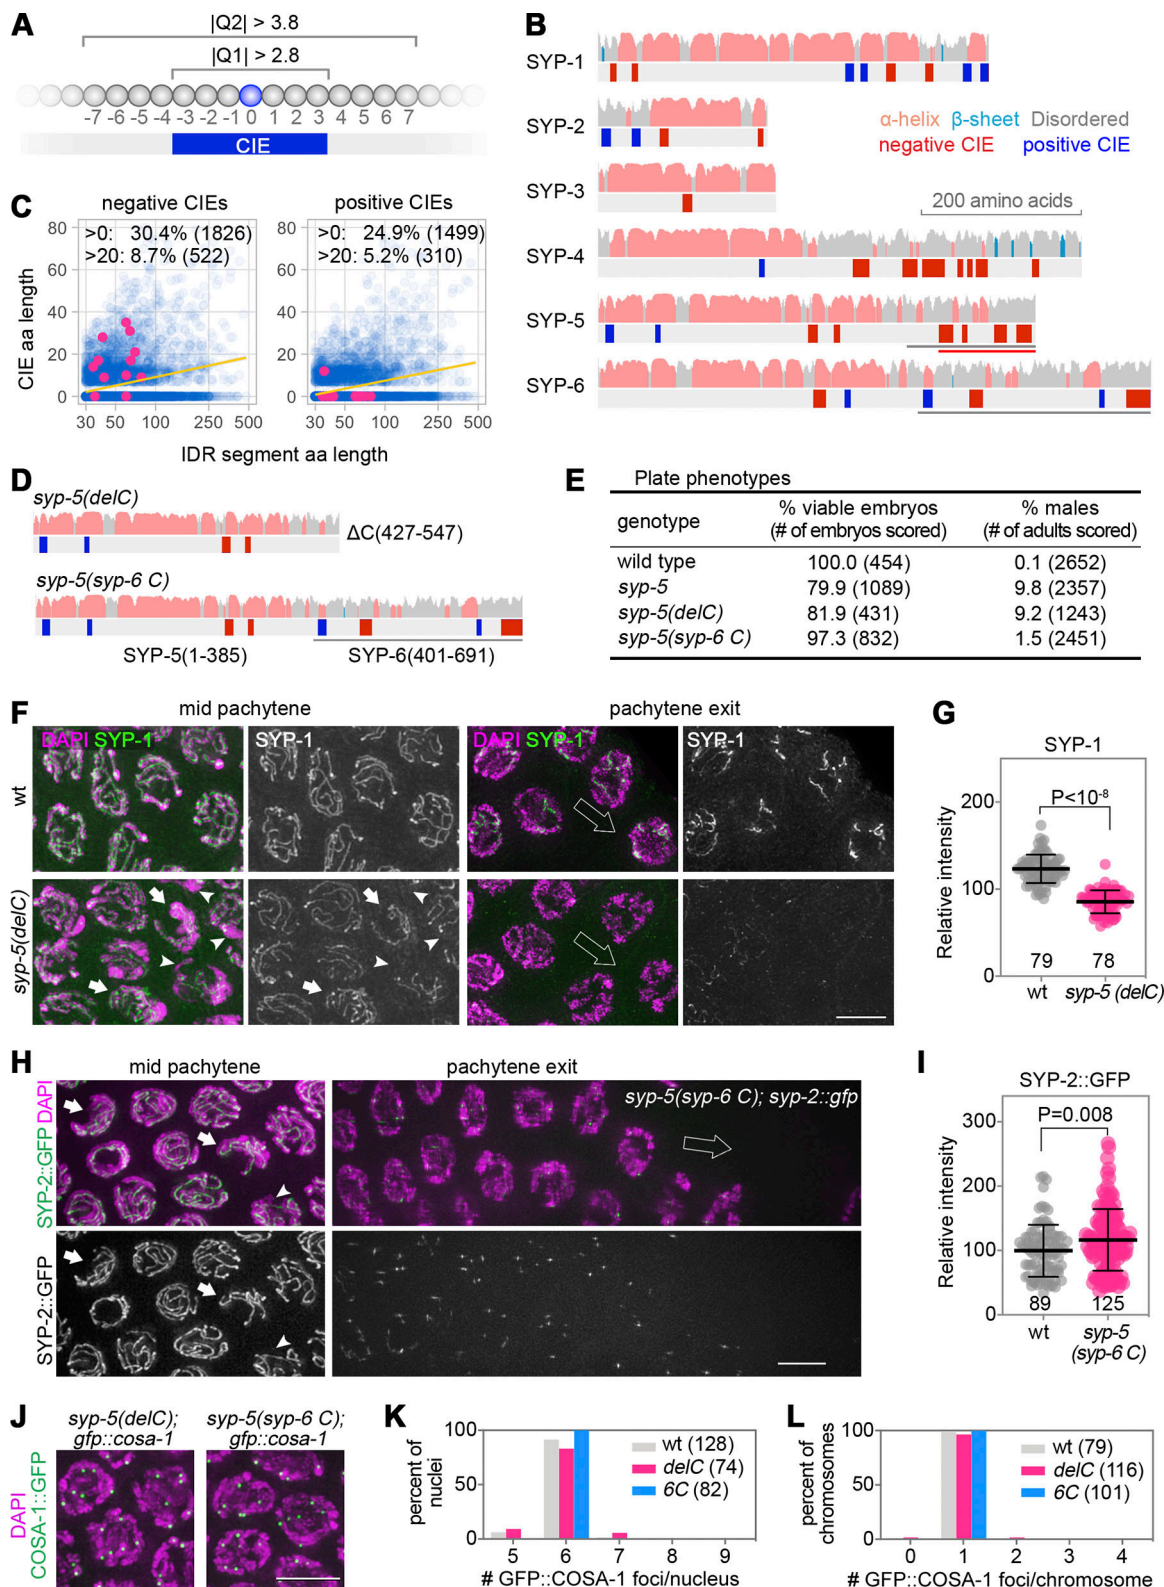 A
|Q2| > 3.8
|Q1| > 2.8
-7 -6 -5 -4 -3 -2 -1 0 1 2 3 4 5 6 7
CIE
B
SYP-1
SYP-2
SYP-3
SYP-4
SYP-5
SYP-6
α-helix β-sheet Disordered
negative CIE positive CIE
200 amino acids
C
negative CIEs positive CIEs
>0: 30.4% (1826)
>20: 8.7% (522)
>0: 24.9% (1499)
>20: 5.2% (310)
CIE aa length
80
60
40
20
0
30 50 100 250 500
30 50 100 250 500
IDR segment aa length
D
syp-5(delC)
ΔC(427-547)
syp-5(syp-6 C)
SYP-5(1-385) SYP-6(401-691)
E
Plate phenotypes
genotype
% viable embryos
(# of embryos scored)
% males
(# of adults scored)
wild type 100.0 (454) 0.1 (2652)
syp-5 79.9 (1089) 9.8 (2357)
syp-5(delC) 81.9 (431) 9.2 (1243)
syp-5(syp-6 C) 97.3 (832) 1.5 (2451)
F
mid pachytene pachytene exit
DAPI SYP-1
SYP-1
DAPI SYP-1
SYP-1
wt
syp-5(delC)
G
SYP-1
P<10-8
Relative intensity
200
100
0
79 78
wt syp-5 (delC)
H
mid pachytene pachytene exit
syp-5(syp-6 C); syp-2::gfp
SYP-2::GFP DAPI
SYP-2::GFP
I
SYP-2::GFP
P=0.008
Relative intensity
300
200
100
0
89 125
wt syp-5
(syp-6 C)
J
syp-5(delC);
gfp::cosa-1
syp-5(syp-6 C);
gfp::cosa-1
DAPI
COSA-1::GFP
K
percent of
nuclei
100
50
0
wt (128)
delC (74)
6C (82)
5 6 7 8 9
# GFP::COSA-1 foci/nucleus
L
percent of
chromosomes
100
50
0
wt (79)
delC (116)
6C (101)
0 1 2 3 4
# GFP::COSA-1 foci/chromosome